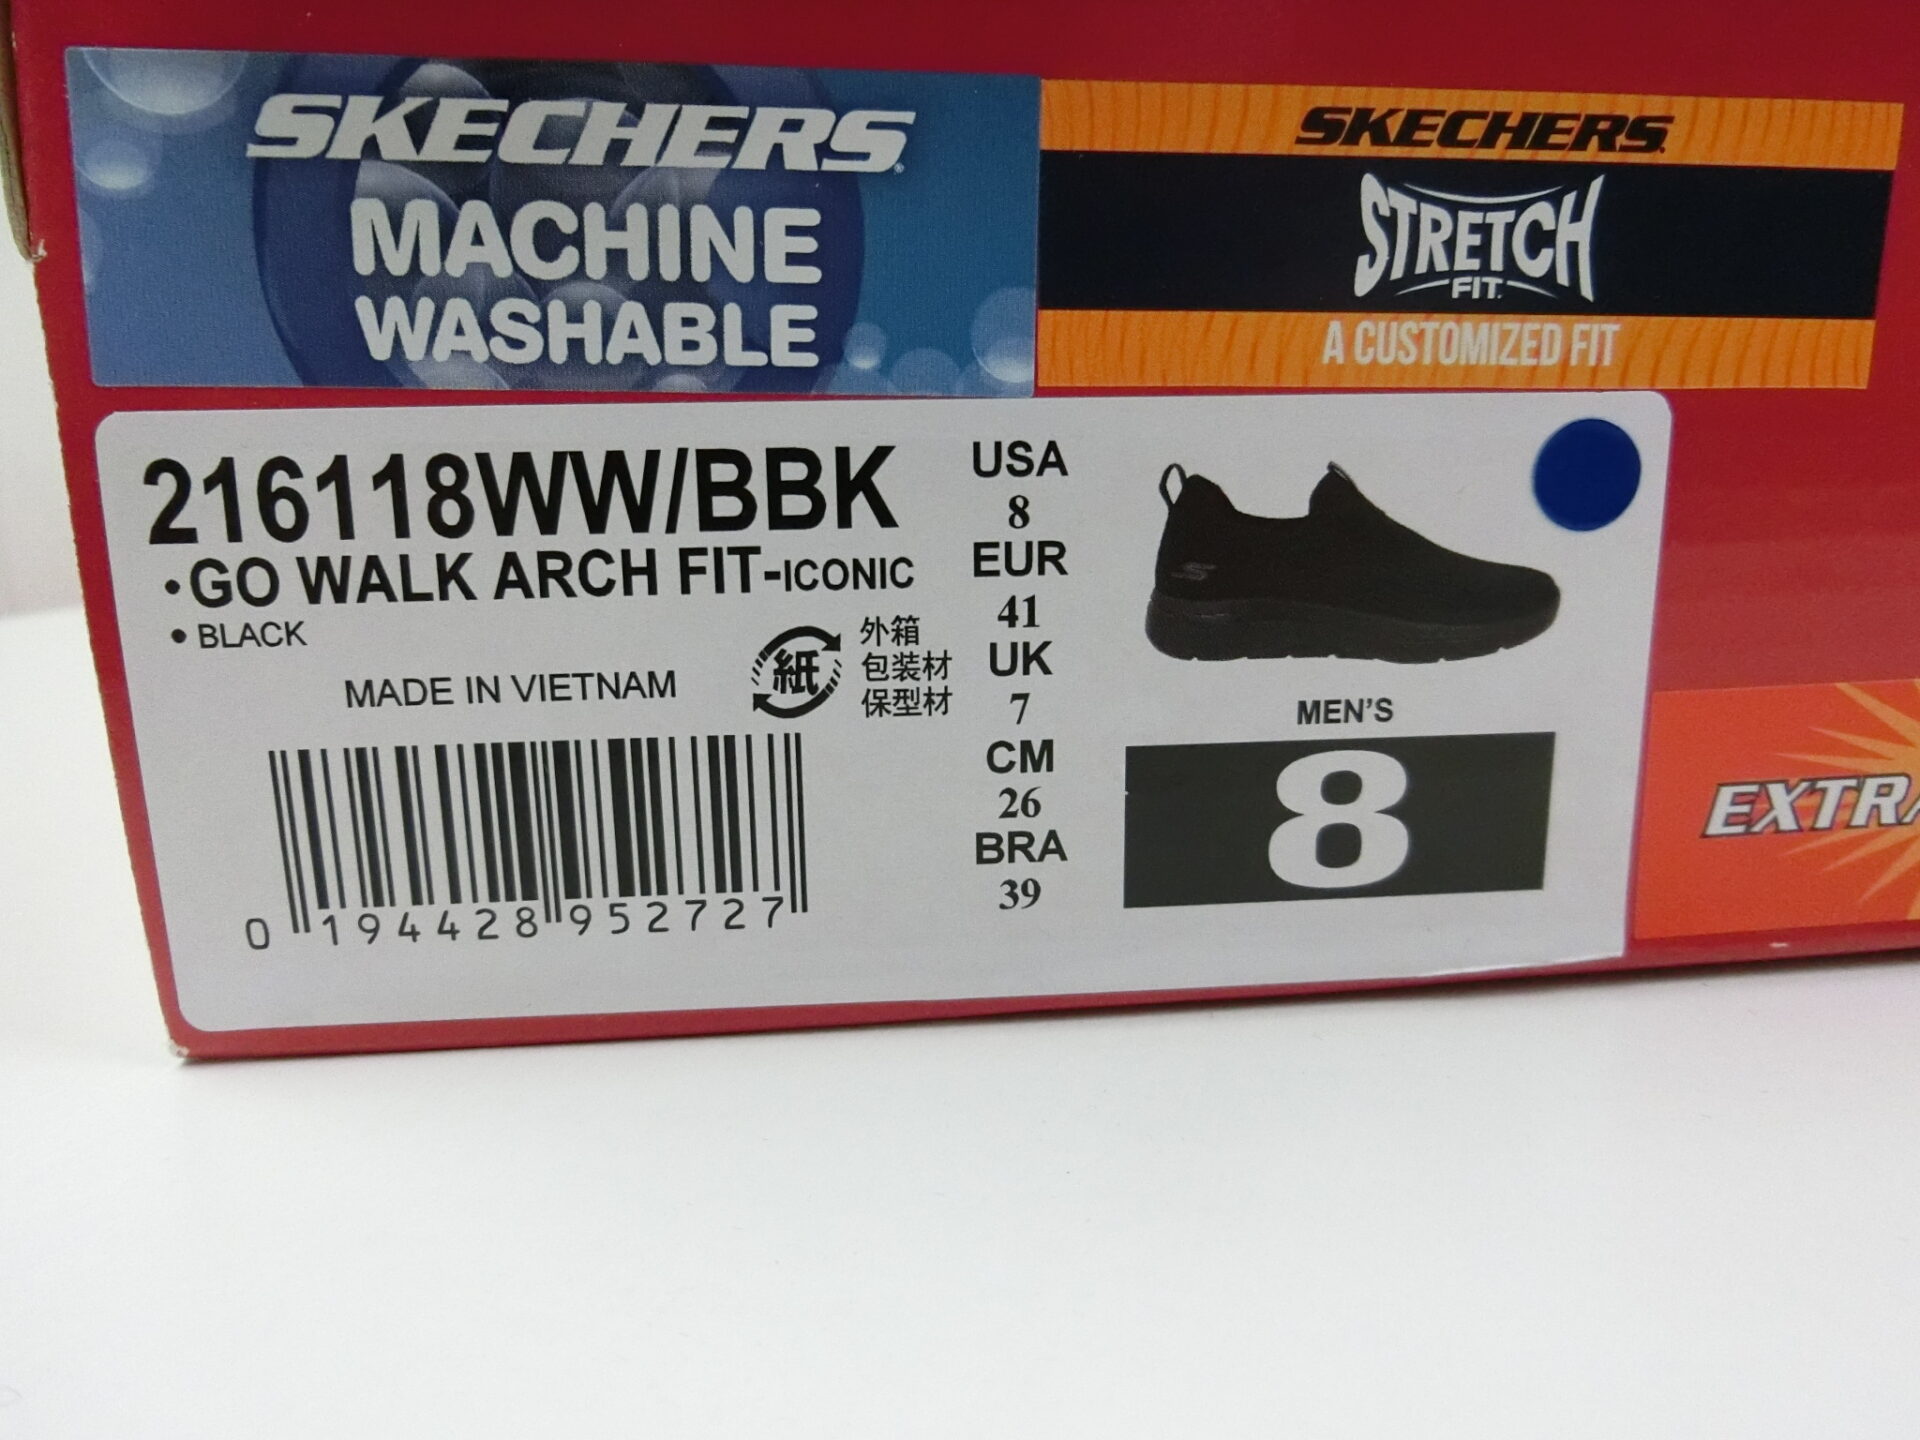 SKECHERS
MACHINE
WASHABLE
SKECHERS
STRETCH
FIT
A CUSTOMIZED FIT
216118WW/BBK
•GO WALK ARCH FIT-ICONIC
• BLACK
MADE IN VIETNAM
紙
外箱
包装材
保型材
0 194428 952727
USA
8
EUR
41
UK
7
CM
26
BRA
39
MEN'S
8
EXTRA